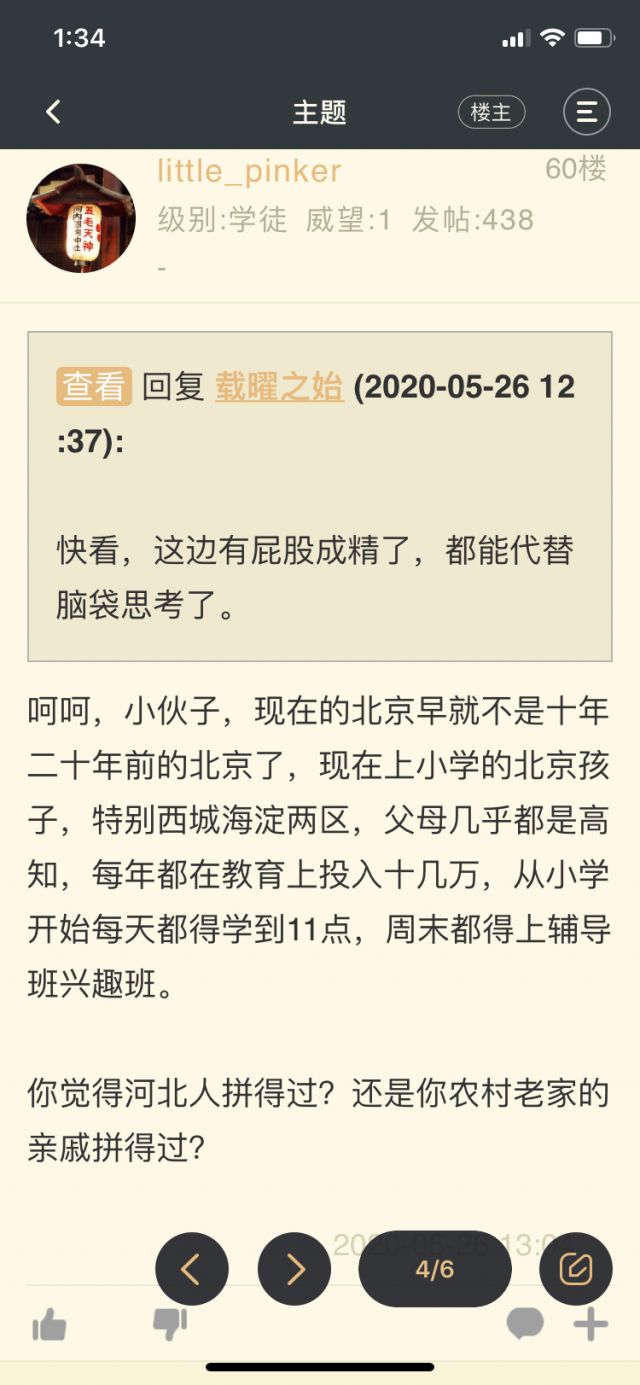 1:34
主题
楼主
little_pinker
60楼
级别:学徒 威望:1 发帖:438
-
五毛天神
查看 回复 载曜之始 (2020-05-26 12
:37):
快看，这边有屁股成精了，都能代替
脑袋思考了。
呵呵，小伙子，现在的北京早就不是十年
二十年前的北京了，现在上小学的北京孩
子，特别西城海淀两区，父母几乎都是高
知，每年都在教育上投入十几万，从小学
开始每天都得学到11点，周末都得上辅导
班兴趣班。
你觉得河北人拼得过？还是你农村老家的
亲戚拼得过？
2020-05-26 13:0
4/6